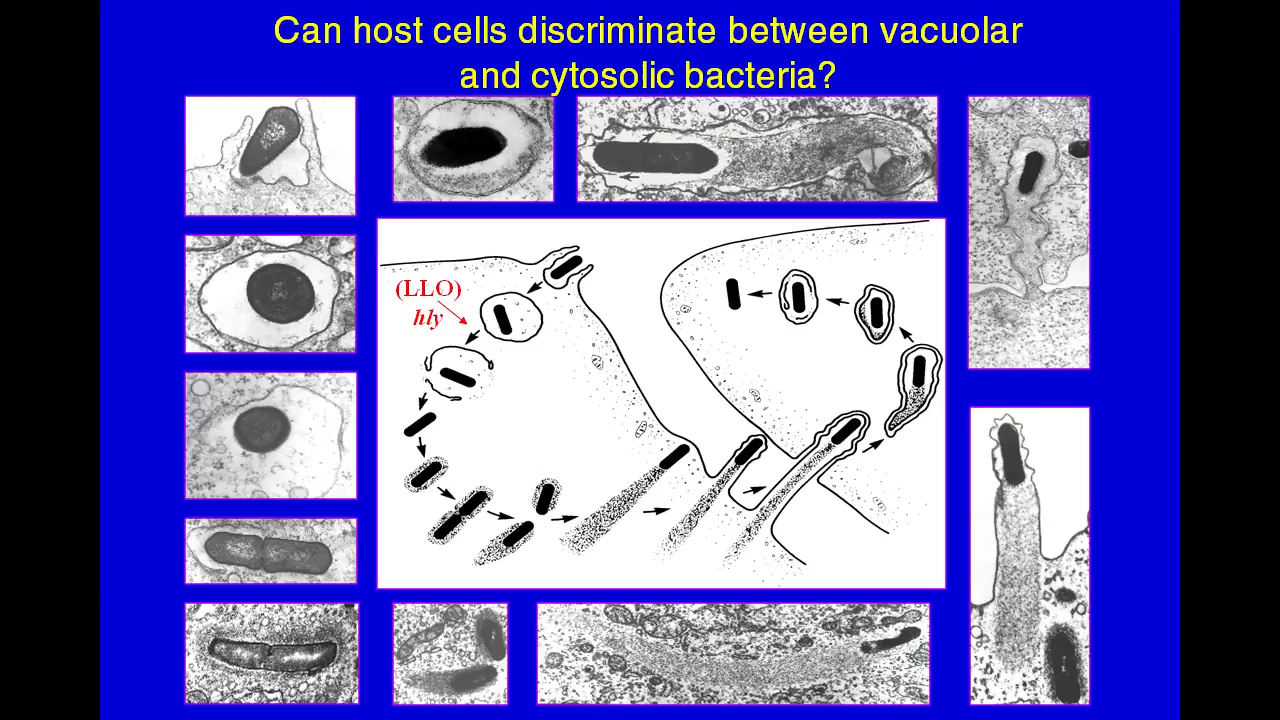 Can host cells discriminate between vacuolar
and cytosolic bacteria?
(LLO)
hly